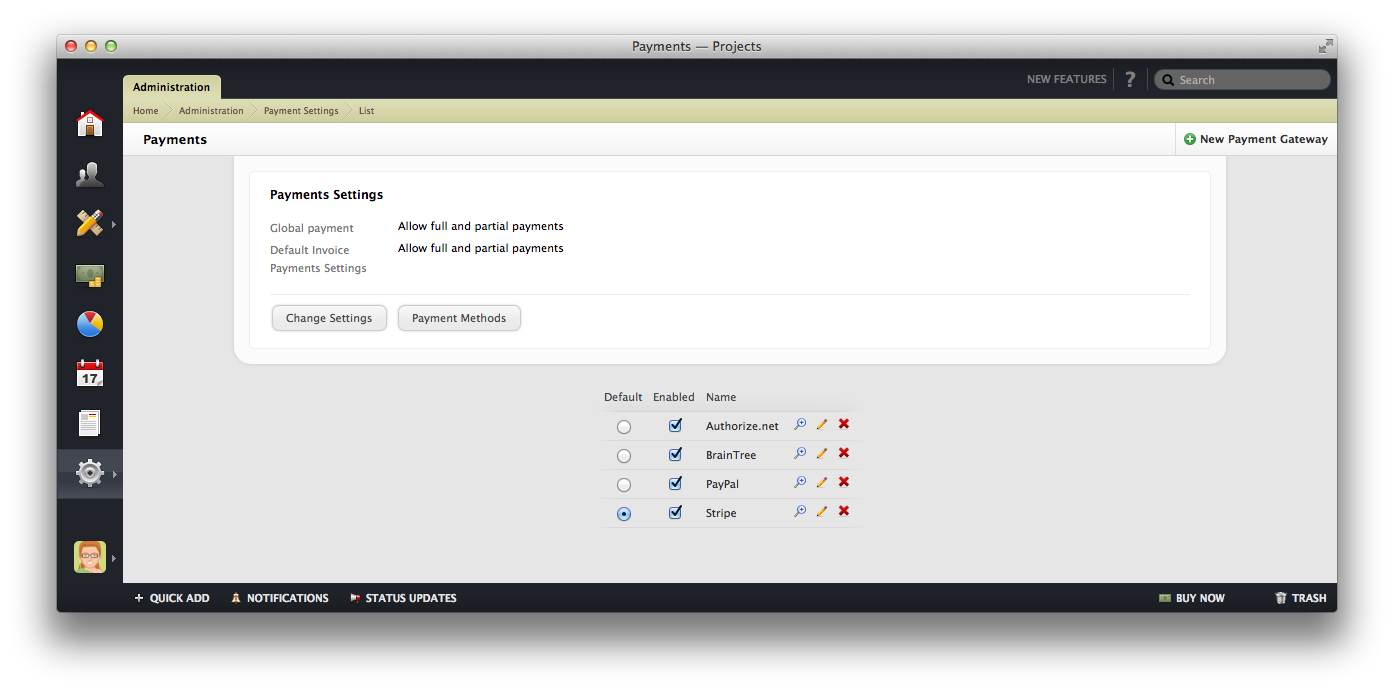 Payments — Projects
Administration
NEW FEATURES
?
Search
Home
Administration
Payment Settings
List
Payments
New Payment Gateway
Payments Settings
Global payment
Allow full and partial payments
Default Invoice
Payments Settings
Allow full and partial payments
Change Settings
Payment Methods
17
Default Enabled Name
Authorize.net
BrainTree
PayPal
Stripe
QUICK ADD
NOTIFICATIONS
STATUS UPDATES
BUY NOW
TRASH